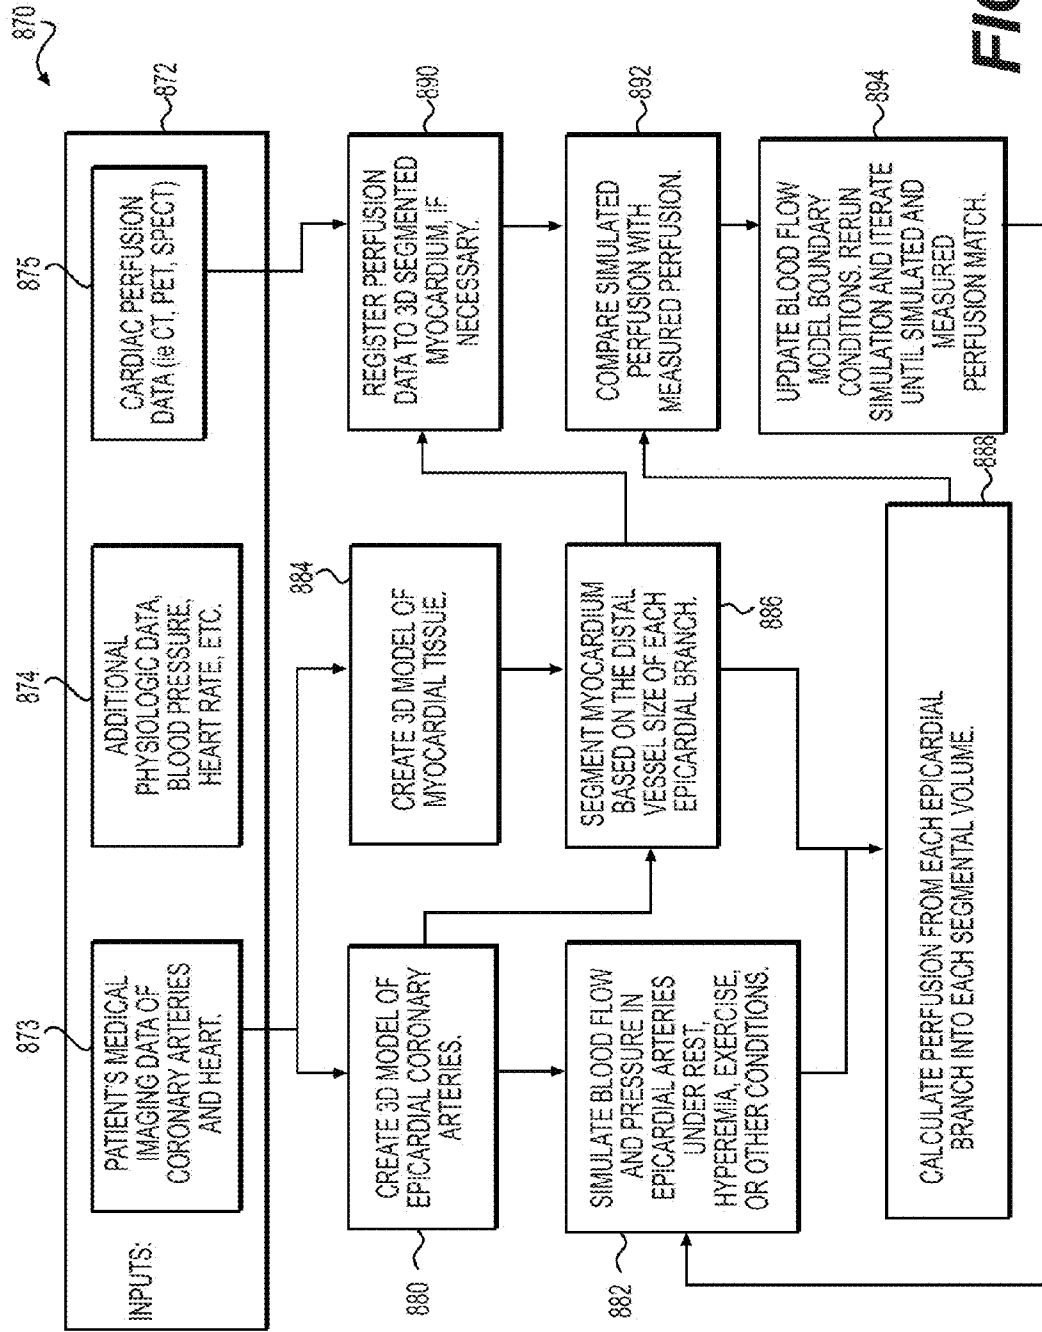 870
872
INPUTS:
873
PATIENT'S MEDICAL
IMAGING DATA OF
CORONARY ARTERIES
AND HEART.
874
ADDITIONAL
PHYSIOLOGIC DATA,
BLOOD PRESSURE,
HEART RATE, ETC.
875
CARDIAC PERFUSION
DATA (ie CT, PET, SPECT)
880
CREATE 3D MODEL OF
EPICARDIAL CORONARY
ARTERIES.
884
CREATE 3D MODEL OF
MYOCARDIAL TISSUE.
890
REGISTER PERFUSION
DATA TO 3D SEGMENTED
MYOCARDIUM, IF
NECESSARY.
882
SIMULATE BLOOD FLOW
AND PRESSURE IN
EPICARDIAL ARTERIES
UNDER REST,
HYPEREMIA, EXERCISE,
OR OTHER CONDITIONS.
SEGMENT MYOCARDIUM
BASED ON THE DISTAL
VESSEL SIZE OF EACH
EPICARDIAL BRANCH.
886
892
COMPARE SIMULATED
PERFUSION WITH
MEASURED PERFUSION.
894
UPDATE BLOOD FLOW
MODEL BOUNDARY
CONDITIONS. RERUN
SIMULATION AND ITERATE
UNTIL SIMULATED AND
MEASURED
PERFUSION MATCH.
888
CALCULATE PERFUSION FROM EACH EPICARDIAL
BRANCH INTO EACH SEGMENTAL VOLUME.